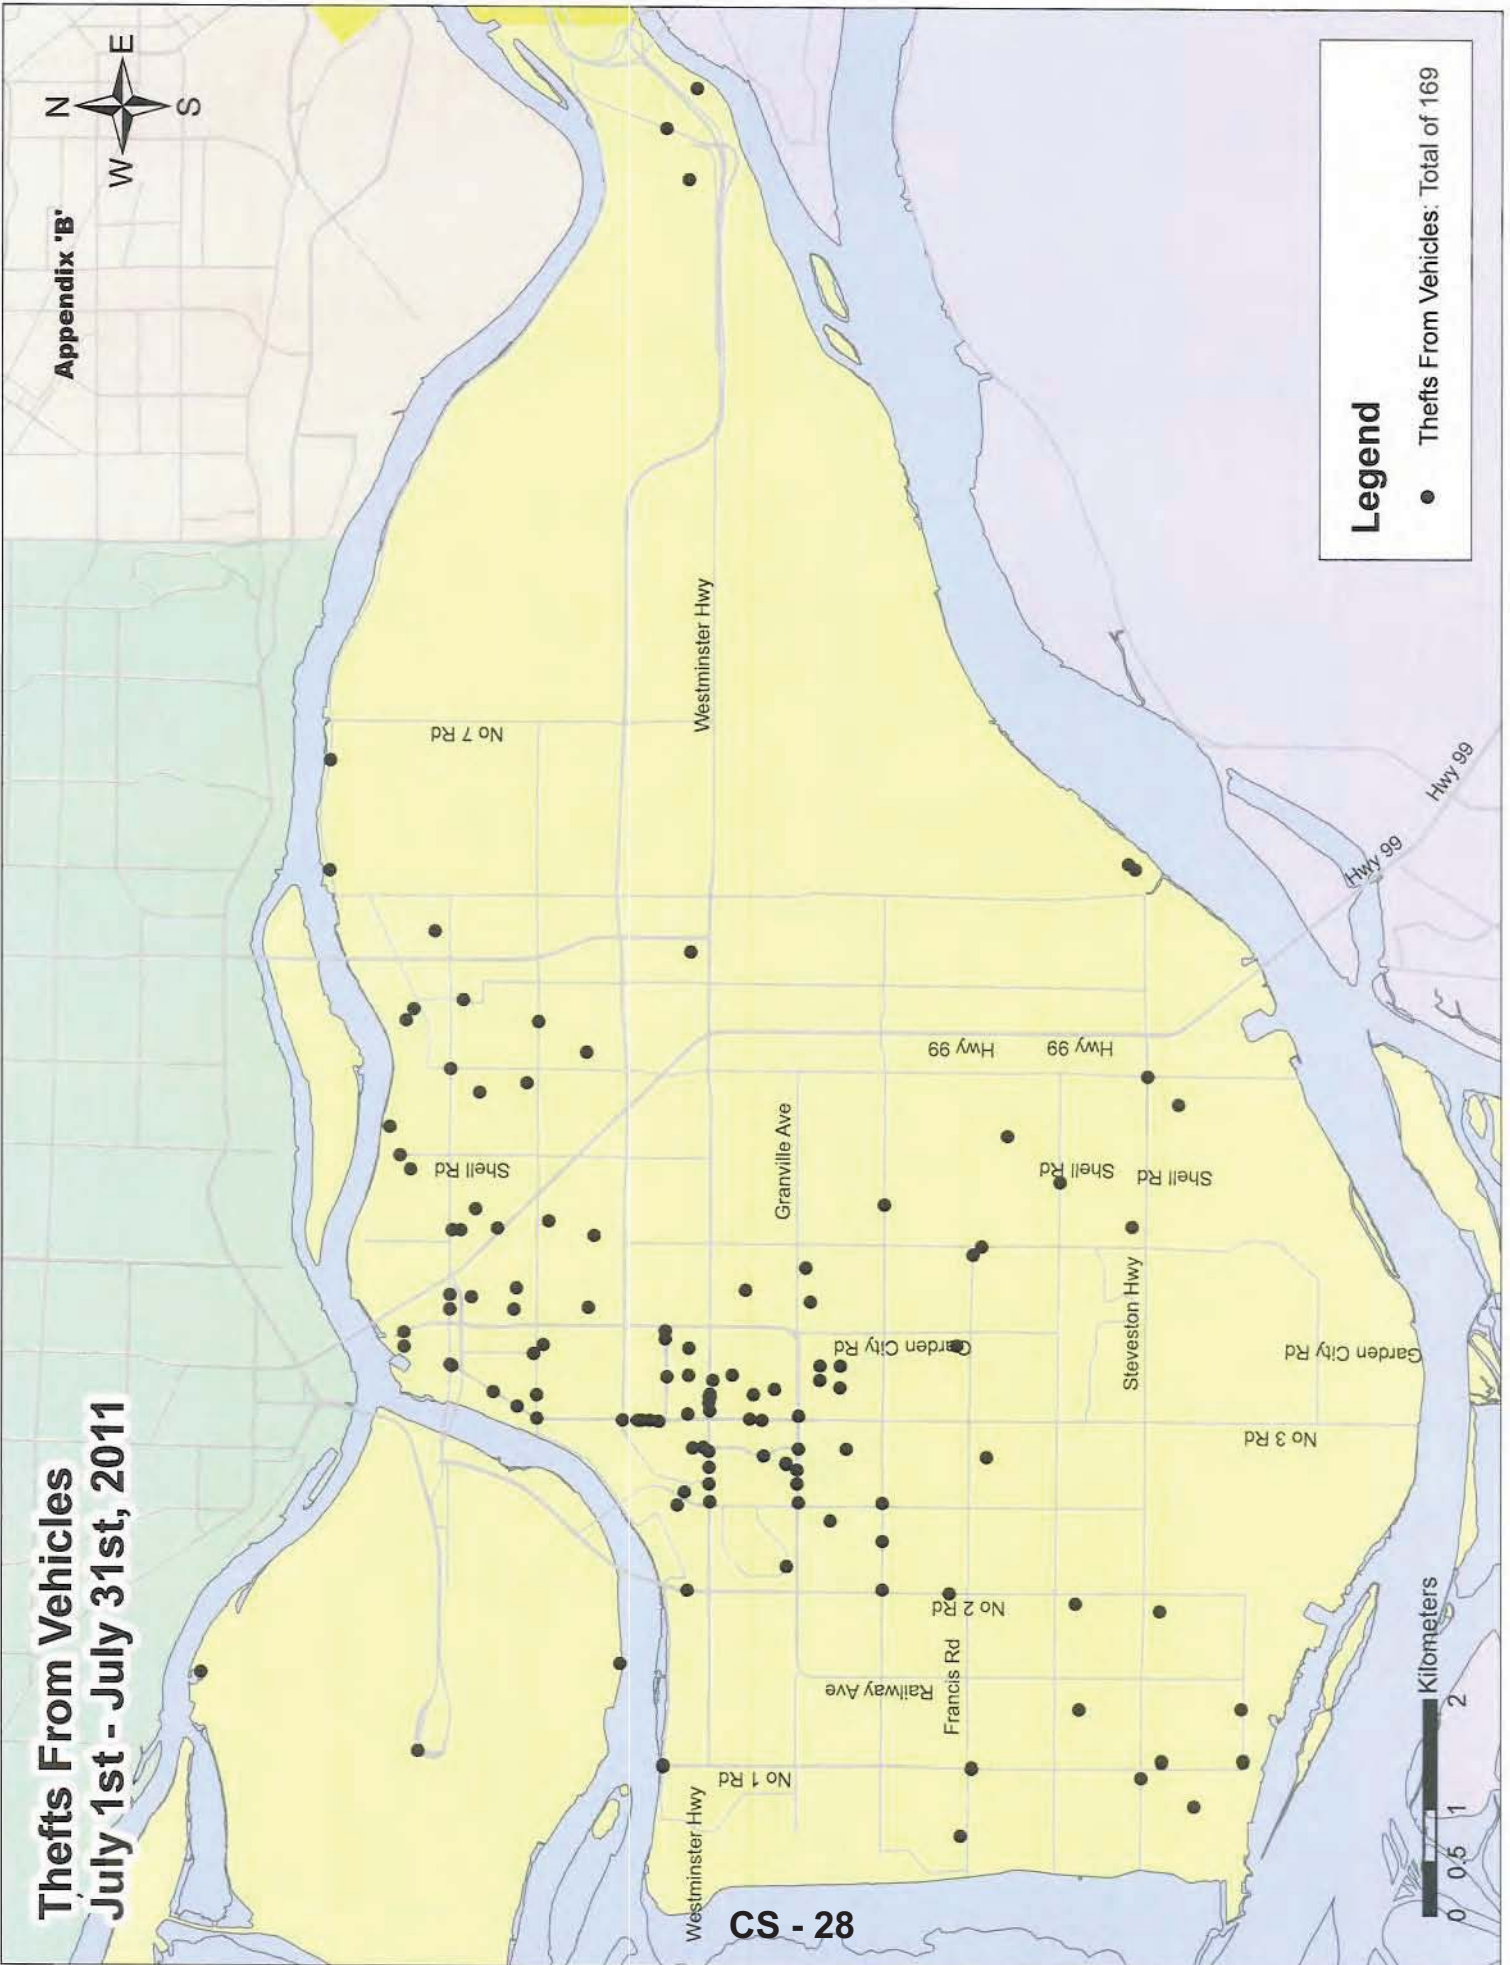 Thefts From Vehicles
July 1st - July 31st, 2011
Appendix 'B'
N
W
E
S
No 7 Rd
Westminster Hwy
Shell Rd
Granville Ave
Hwy 99
Hwy 99
Hwy 99
Hwy 99
Shell Rd
Shell Rd
Garden City Rd
Steveston Hwy
Garden City Rd
No 3 Rd
No 2 Rd
Francis Rd
Railway Ave
No 1 Rd
Westminster Hwy
Legend
Thefts From Vehicles: Total of 169
0 0.5 1 2
Kilometers
CS - 28